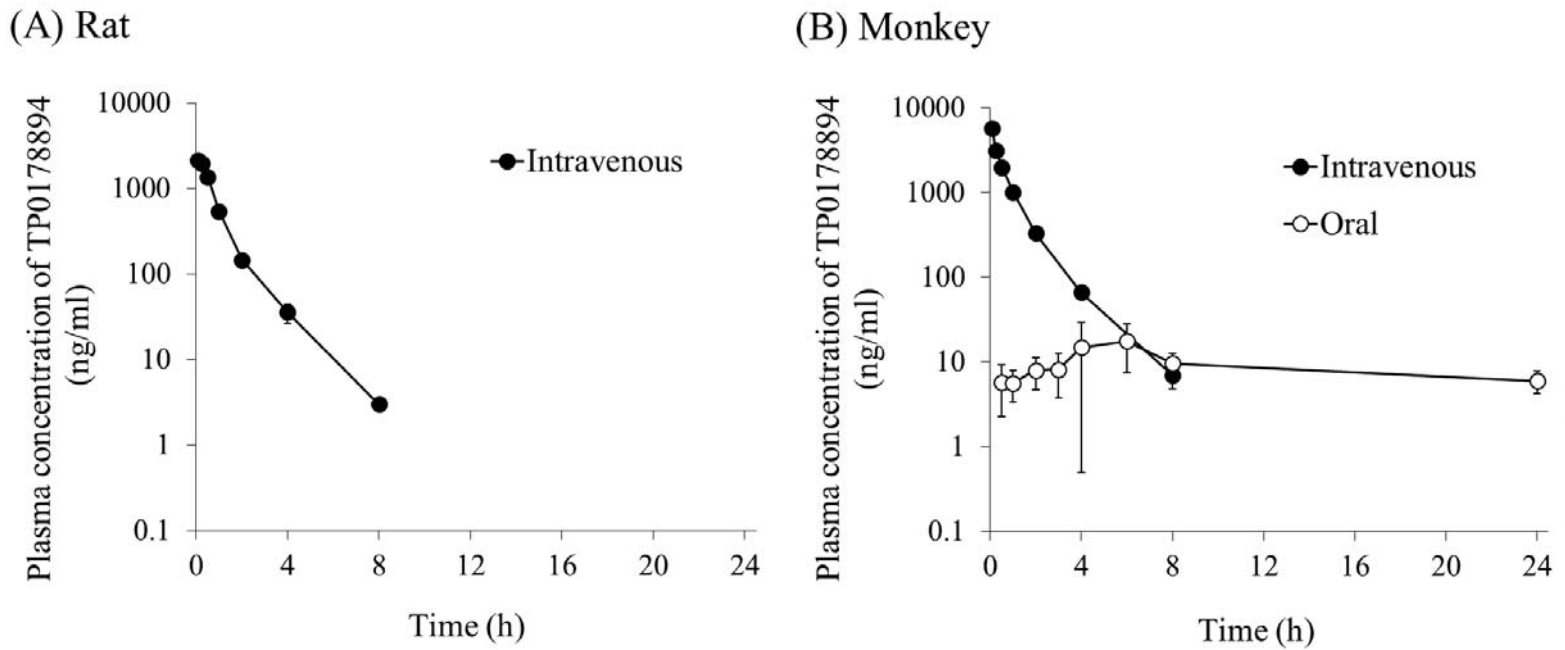 (A) Rat
Plasma concentration of TP0178894
(ng/ml)
10000
1000
100
10
1
0.1
Intravenous
0 4 8 12 16 20 24
Time (h)
(B) Monkey
Plasma concentration of TP0178894
(ng/ml)
10000
1000
100
10
1
0.1
Intravenous
Oral
0 4 8 12 16 20 24
Time (h)